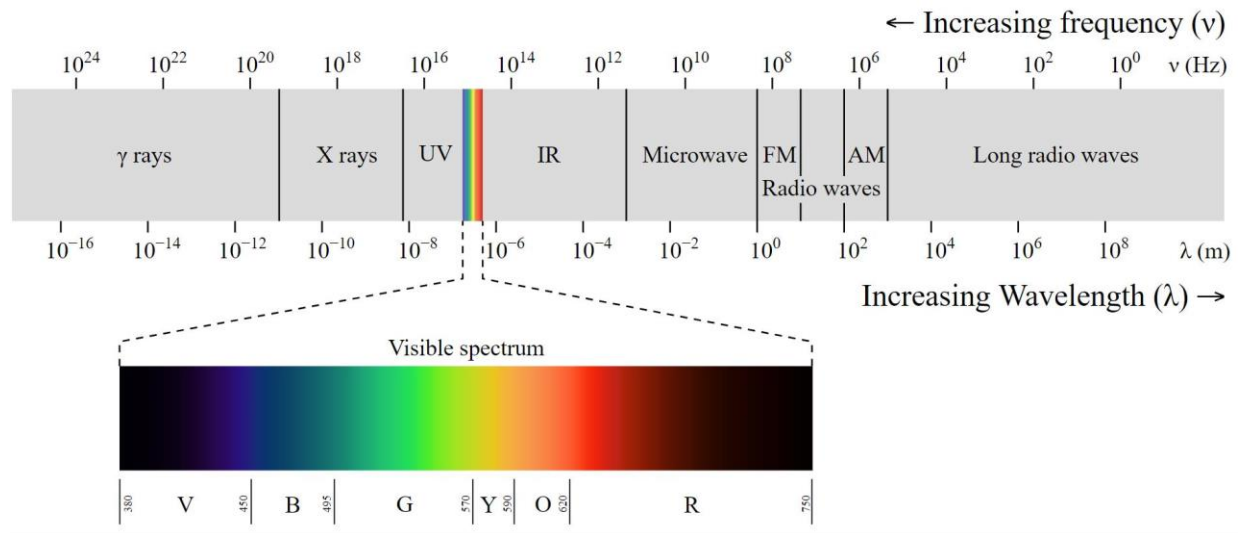 ← Increasing frequency (ν)
10²⁴ 10²² 10²⁰ 10¹⁸ 10¹⁶ 10¹⁴ 10¹² 10¹⁰ 10⁸ 10⁶ 10⁴ 10² 10⁰ ν (Hz)
γ rays X rays UV IR Microwave FM AM Long radio waves
Radio waves
10⁻¹⁶ 10⁻¹⁴ 10⁻¹² 10⁻¹⁰ 10⁻⁸ 10⁻⁶ 10⁻⁴ 10⁻² 10⁰ 10² 10⁴ 10⁶ 10⁸ λ (m)
Increasing Wavelength (λ) →
Visible spectrum
380 V 450 B 495 G 570 Y 590 O 620 R 750